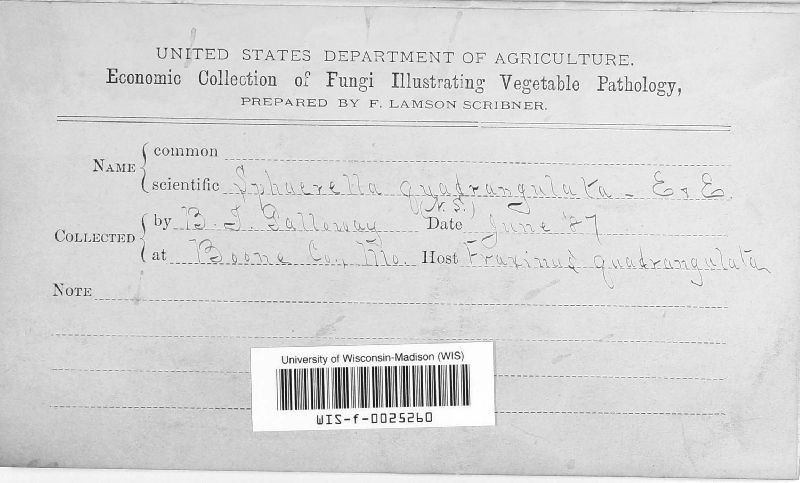 UNITED STATES DEPARTMENT OF AGRICULTURE.
Economic Collection of Fungi Illustrating Vegetable Pathology,
PREPARED BY F. LAMSON SCRIBNER.
NAME { common
scientific Sphaerella quadrangulata - E & E.
(N. S.)
COLLECTED { by B. T. Galloway Date June '87
at Boone Co., Mo. Host Fraxinus quadrangulata
NOTE
University of Wisconsin-Madison (WIS)
WIS-f-0025260